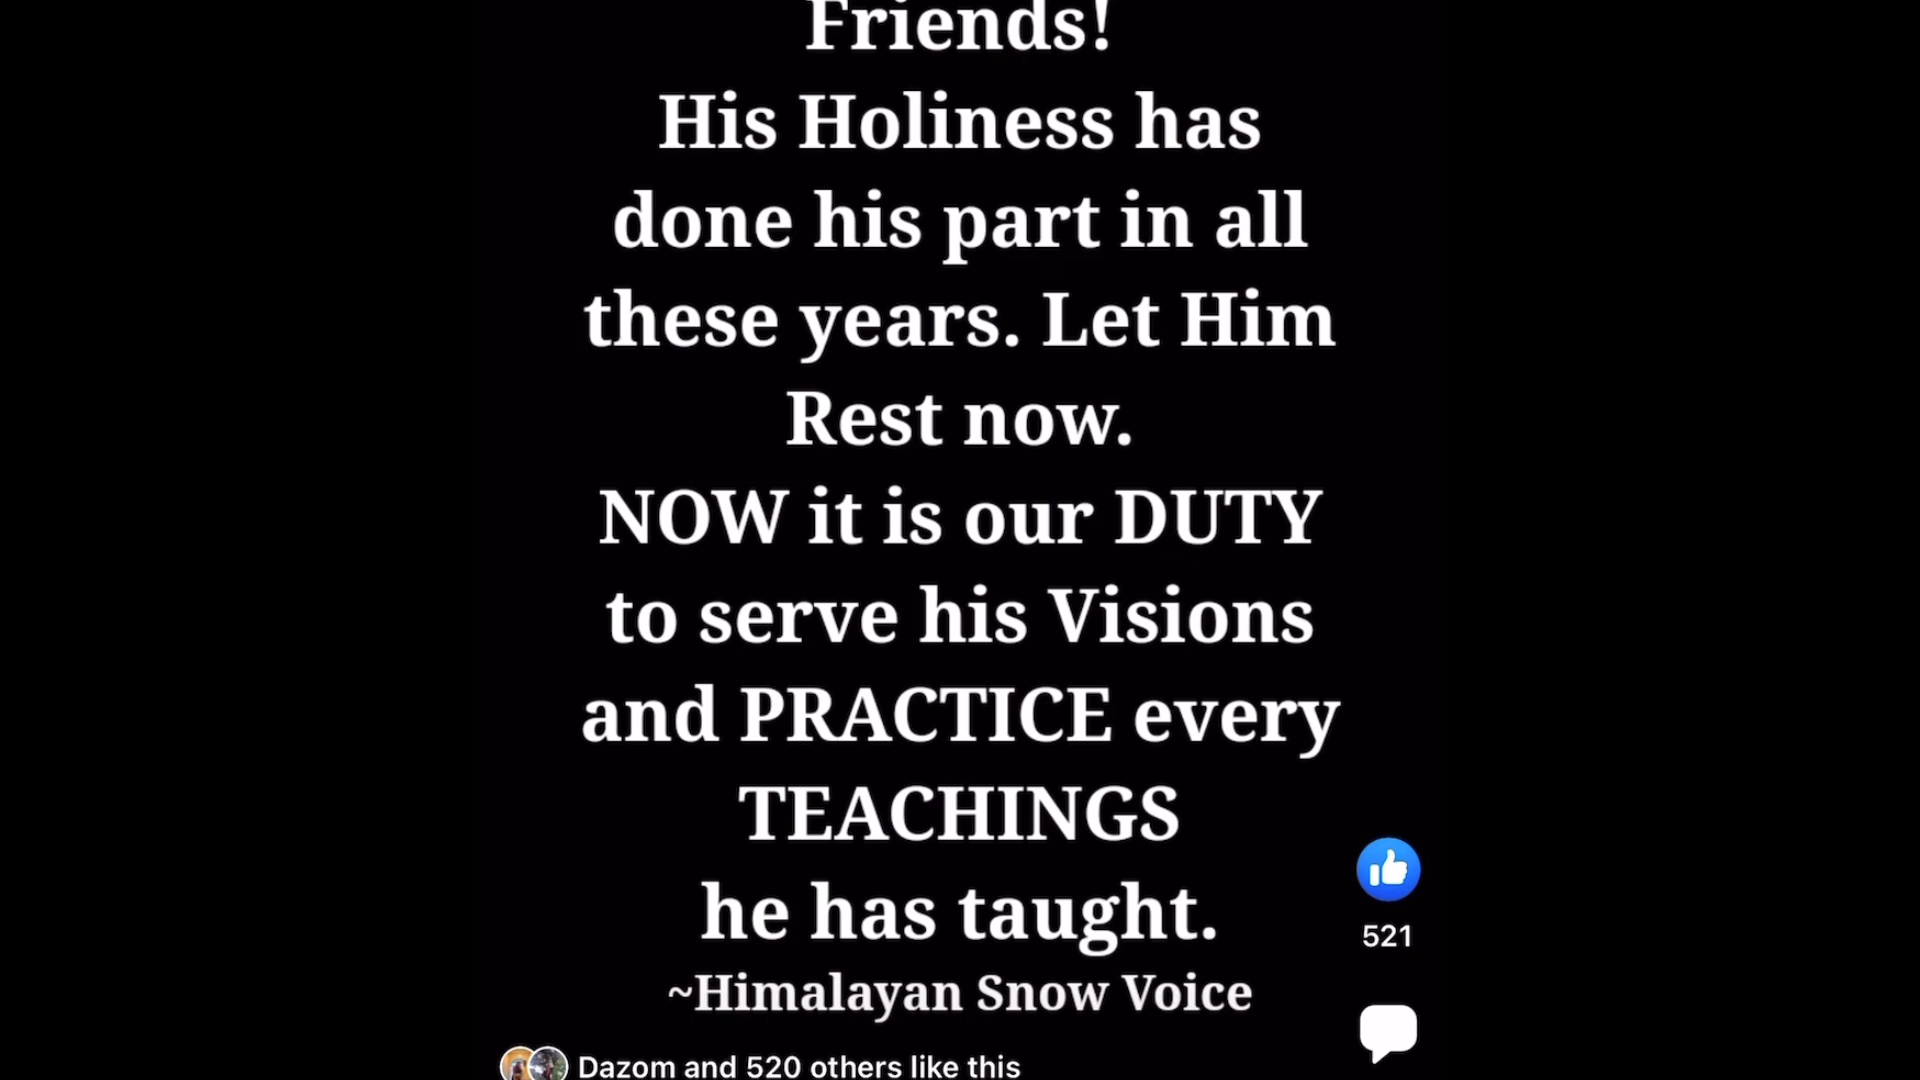 Friends!
His Holiness has
done his part in all
these years. Let Him
Rest now.
NOW it is our DUTY
to serve his Visions
and PRACTICE every
TEACHINGS
he has taught.
~Himalayan Snow Voice
521
Dazom and 520 others like this